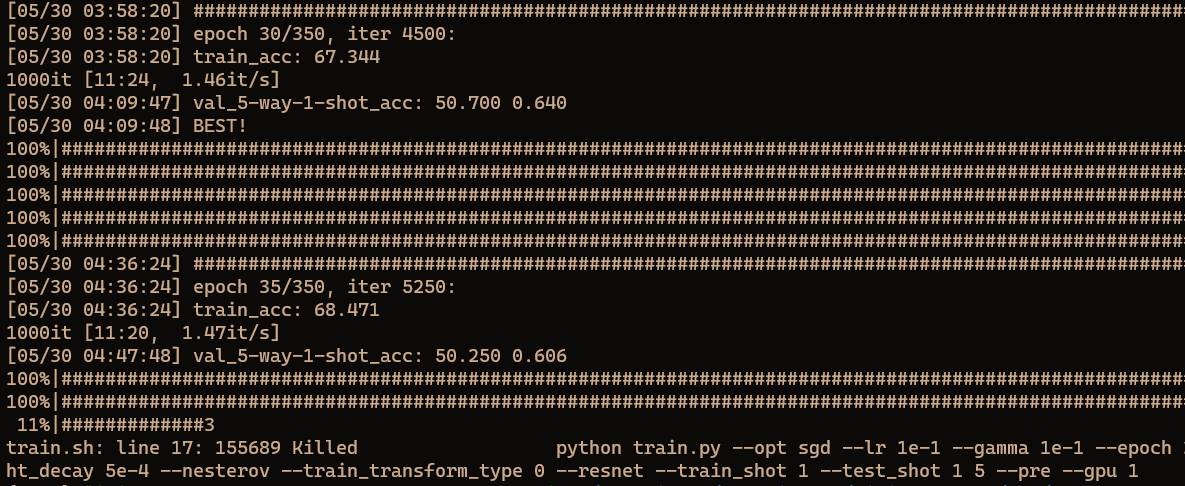 [05/30 03:58:20] ####################################################################################################
[05/30 03:58:20] epoch 30/350, iter 4500:
[05/30 03:58:20] train_acc: 67.344
1000it [11:24,  1.46it/s]
[05/30 04:09:47] val_5-way-1-shot_acc: 50.700 0.640
[05/30 04:09:48] BEST!
100%|######################################################################################################
100%|######################################################################################################
100%|######################################################################################################
100%|######################################################################################################
100%|######################################################################################################
[05/30 04:36:24] ##########################################################################################
[05/30 04:36:24] epoch 35/350, iter 5250:
[05/30 04:36:24] train_acc: 68.471
1000it [11:20,  1.47it/s]
[05/30 04:47:48] val_5-way-1-shot_acc: 50.250 0.606
100%|######################################################################################################
100%|######################################################################################################
 11%|#############3
train.sh: line 17: 155689 Killed                  python train.py --opt sgd --lr 1e-1 --gamma 1e-1 --epoch
ht_decay 5e-4 --nesterov --train_transform_type 0 --resnet --train_shot 1 --test_shot 1 5 --pre --gpu 1